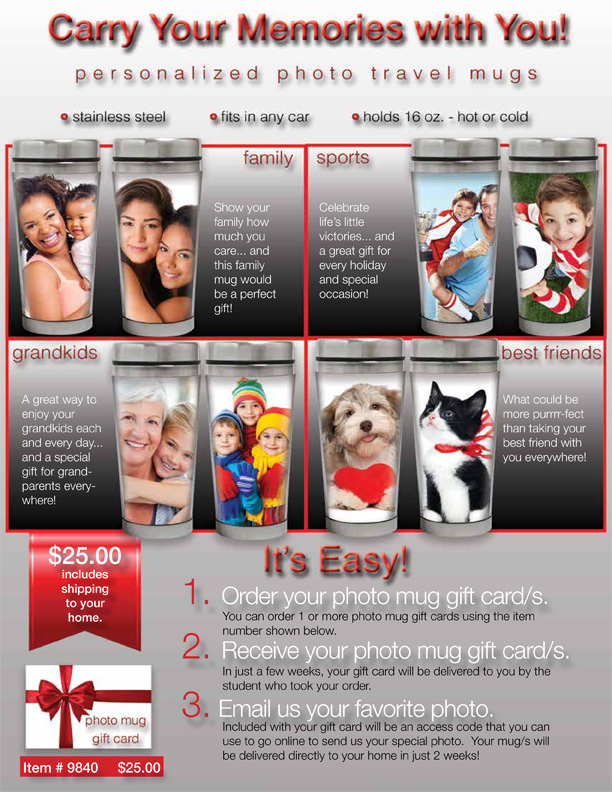 Carry Your Memories with You!
personalized photo travel mugs
stainless steel
fits in any car
holds 16 oz. - hot or cold
family
Show your
family how
much you
care... and
this family
mug would
be a perfect
gift!
sports
Celebrate
life's little
victories... and
a great gift for
every holiday
and special
occasion!
grandkids
A great way to
enjoy your
grandkids each
and every day...
and a special
gift for grand-
parents every-
where!
best friends
What could be
more purrrr-fect
than taking your
best friend with
you everywhere!
$25.00
includes
shipping
to your
home.
photo mug
gift card
Item # 9840 $25.00
It's Easy!
1. Order your photo mug gift card/s.
You can order 1 or more photo mug gift cards using the item
number shown below.
2. Receive your photo mug gift card/s.
In just a few weeks, your gift card will be delivered to you by the
student who took your order.
3. Email us your favorite photo.
Included with your gift card will be an access code that you can
use to go online to send us your special photo. Your mug/s will
be delivered directly to your home in just 2 weeks!